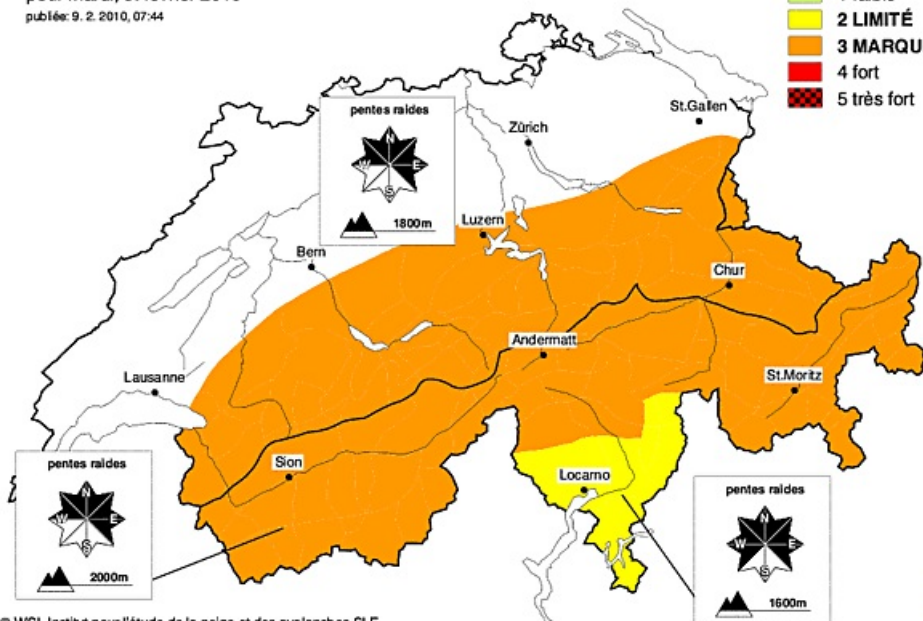 publiée: 9. 2. 2010, 07:44
2 LIMITÉ
3 MARQU
4 fort
5 très fort
St.Gallen
pentes raides
N
W E
S
1800m
Zürich
Luzern
Bern
Chur
Andermatt
Lausanne
St.Moritz
Sion
Locarno
pentes raides
N
W E
S
2000m
pentes raides
N
W E
S
1600m